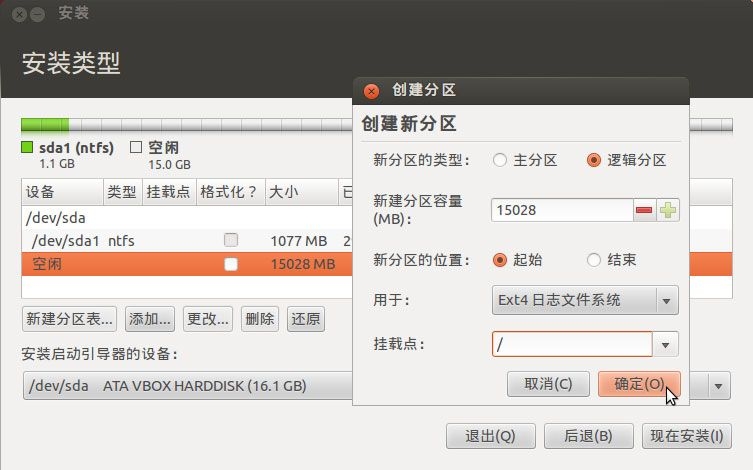 安装
安装类型
创建分区
创建新分区
新分区的类型： 主分区 逻辑分区
新建分区容量
(MB)： 15028
新分区的位置： 起始 结束
用于： Ext4 日志文件系统
挂载点： /
取消(C) 确定(O)
sda1 (ntfs) 空闲
1.1 GB 15.0 GB
设备 类型 挂载点 格式化？ 大小 已
/dev/sda
/dev/sda1 ntfs 1077 MB
空闲 15028 MB
新建分区表... 添加... 更改... 删除 还原
安装启动引导器的设备：
/dev/sda ATA VBOX HARDDISK (16.1 GB)
退出(Q) 后退(B) 现在安装(I)